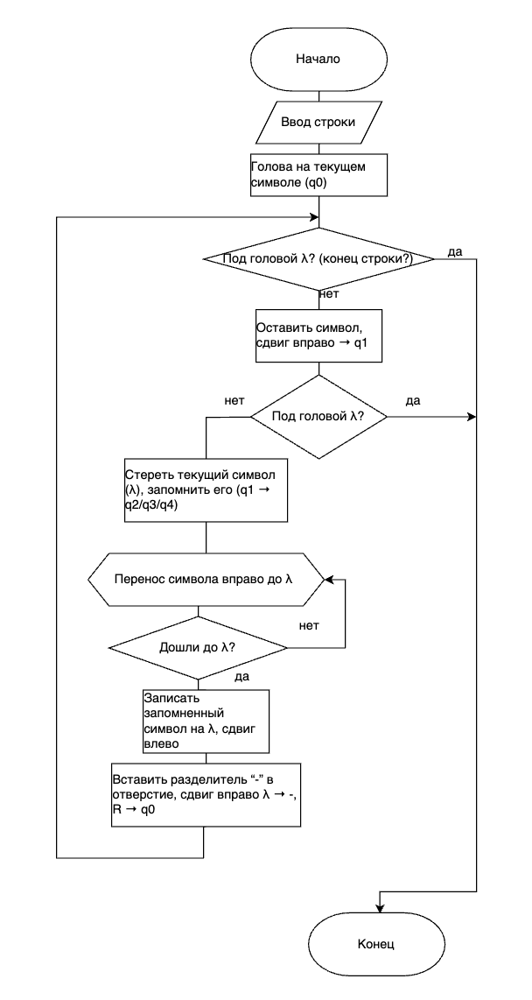 Начало
Ввод строки
Голова на текущем
символе (q0)
Под головой λ? (конец строки?)
да
нет
Оставить символ,
сдвиг вправо → q1
нет
Под головой λ?
да
Стереть текущий символ
(λ), запомнить его (q1 →
q2/q3/q4)
Перенос символа вправо до λ
нет
Дошли до λ?
да
Записать
запомненный
символ на λ, сдвиг
влево
Вставить разделитель “-” в
отверстие, сдвиг вправо λ → -,
R → q0
Конец